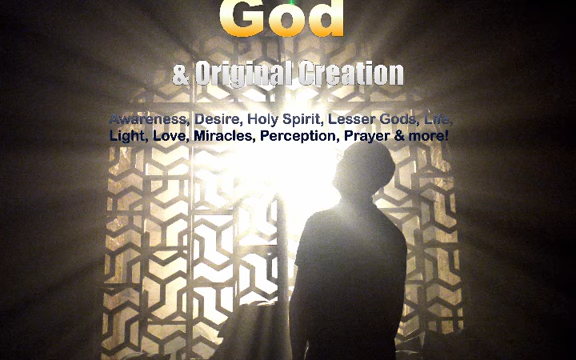 God
& Original Creation
Awareness, Desire, Holy Spirit, Lesser Gods, Life,
Light, Love, Miracles, Perception, Prayer & more!